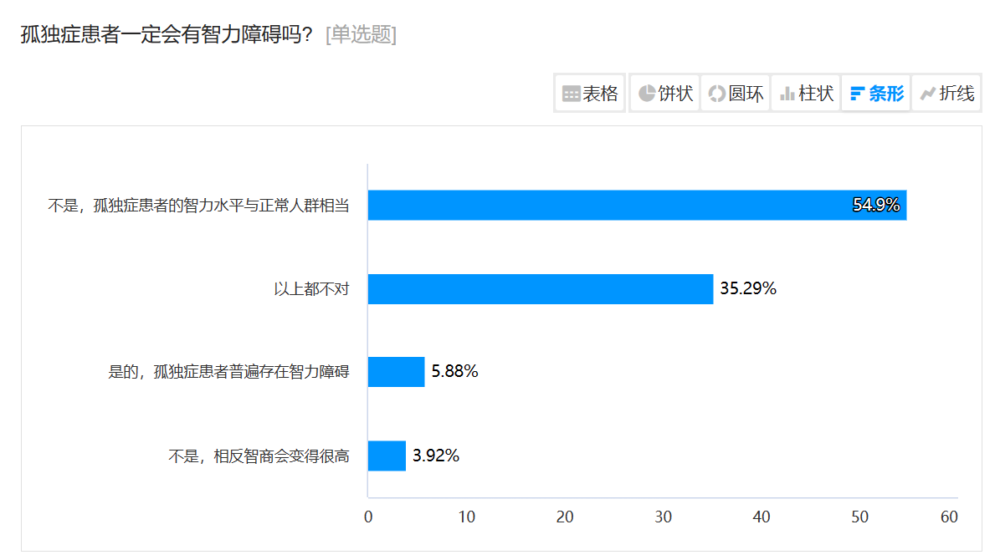 孤独症患者一定会有智力障碍吗? [单选题]
表格 饼状 圆环 柱状 条形 折线
不是，孤独症患者的智力水平与正常人群相当 54.9%
以上都不对 35.29%
是的，孤独症患者普遍存在智力障碍 5.88%
不是，相反智商会变得很高 3.92%
0 10 20 30 40 50 60